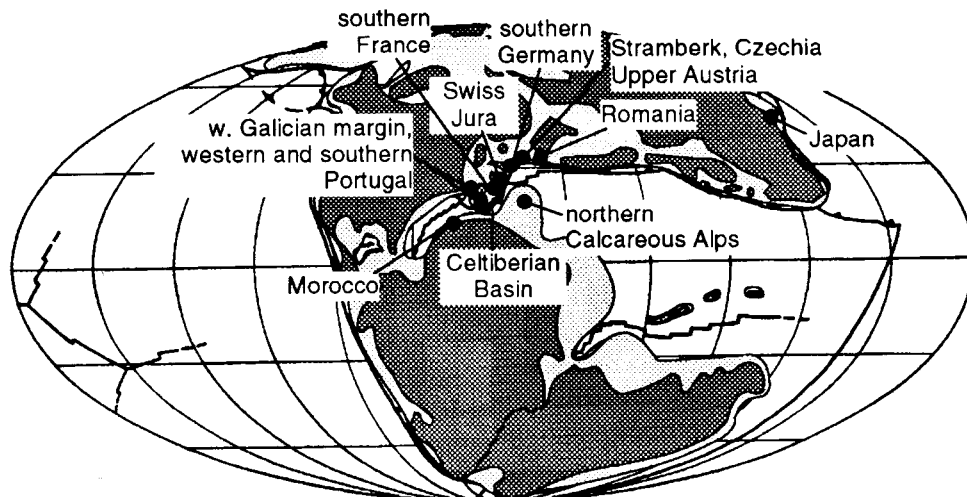 southern
France
southern
Germany
Stramberk, Czechia
Upper Austria
Swiss
Jura
Romania
Japan
w. Galician margin,
western and southern
Portugal
northern
Calcareous Alps
Morocco
Celtiberian
Basin